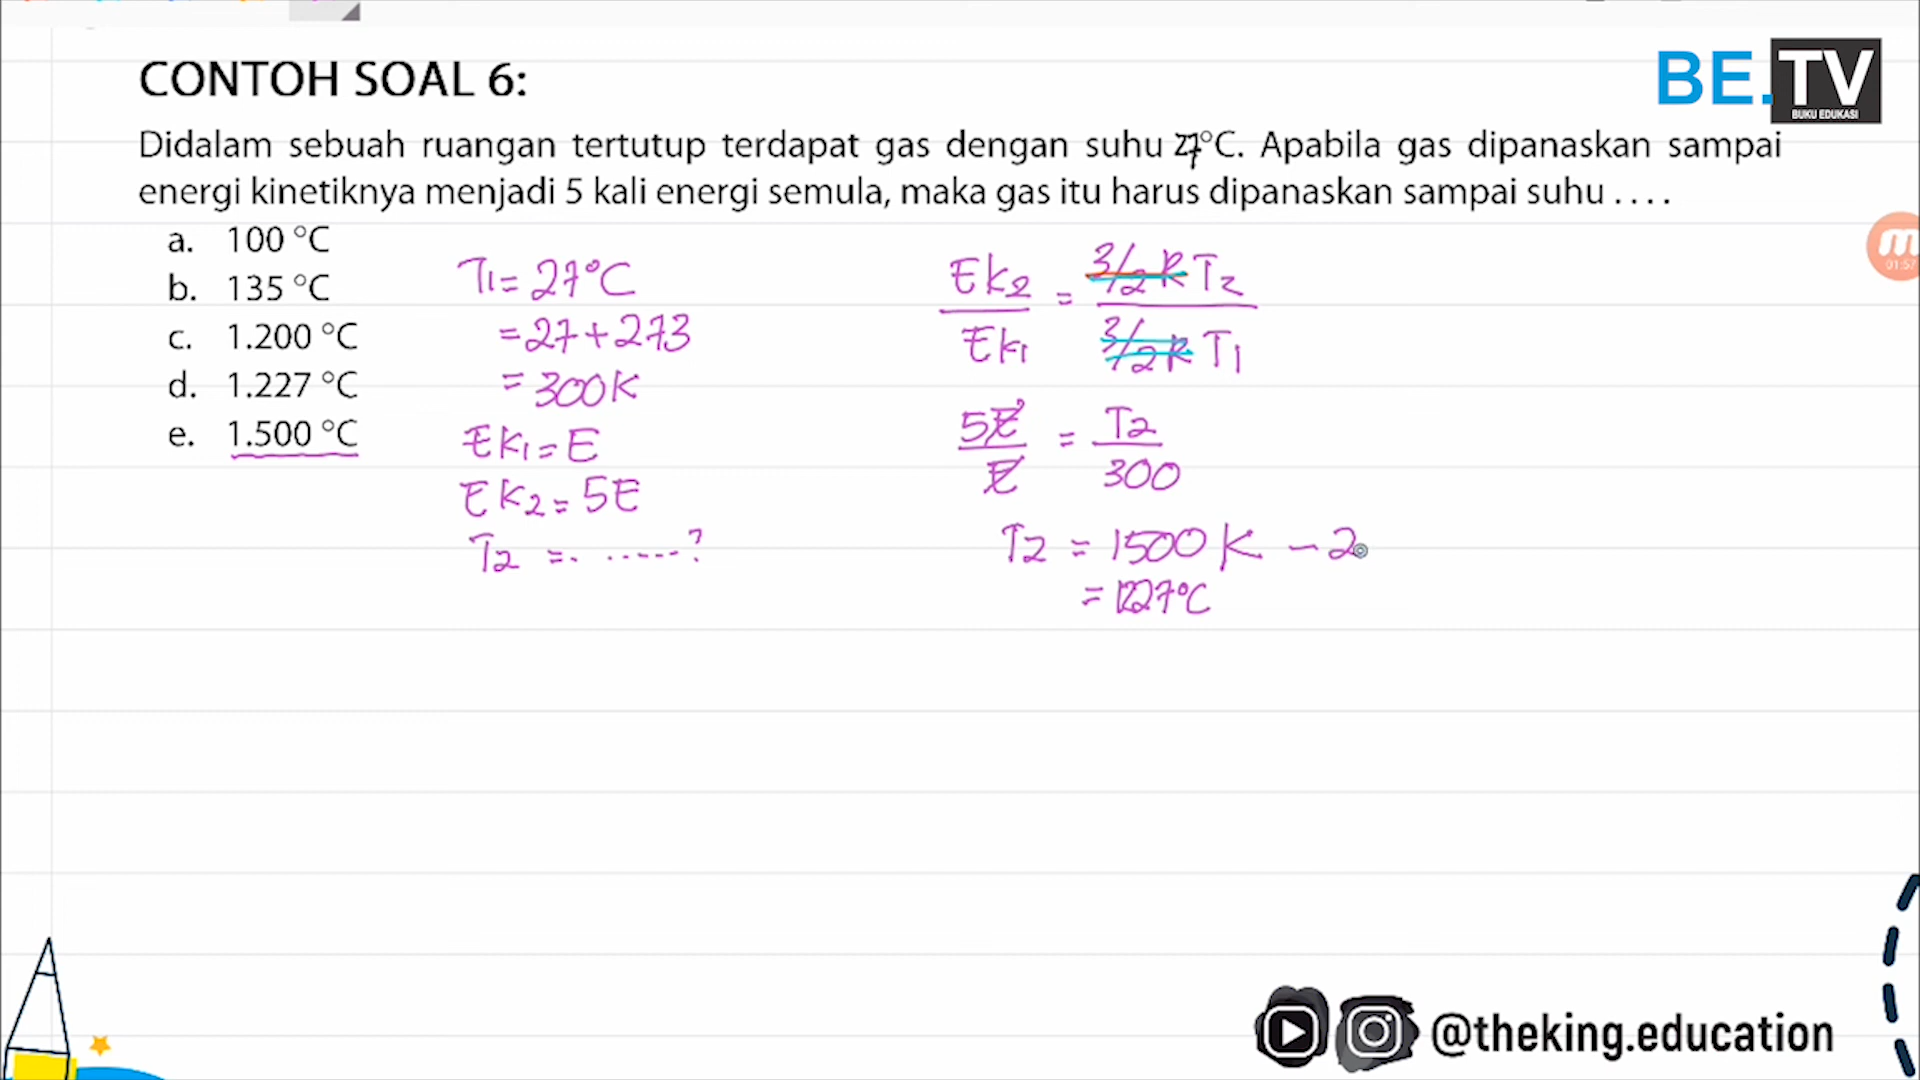 BE.TV
BUKU EDUKASI
CONTOH SOAL 6:
Didalam sebuah ruangan tertutup terdapat gas dengan suhu 27°C. Apabila gas dipanaskan sampai
energi kinetiknya menjadi 5 kali energi semula, maka gas itu harus dipanaskan sampai suhu . . . .
a. 100 °C
b. 135 °C
c. 1.200 °C
d. 1.227 °C
e. 1.500 °C
T1 = 27°C
= 27 + 273
= 300K
Ek1 = E
Ek2 = 5E
T2 = . ......?
Ek2 / Ek1 = 3/2 k T2 / 3/2 k T1
5E / E = T2 / 300
T2 = 1500 K - 2
= 1227°C
01:57
@theking.education